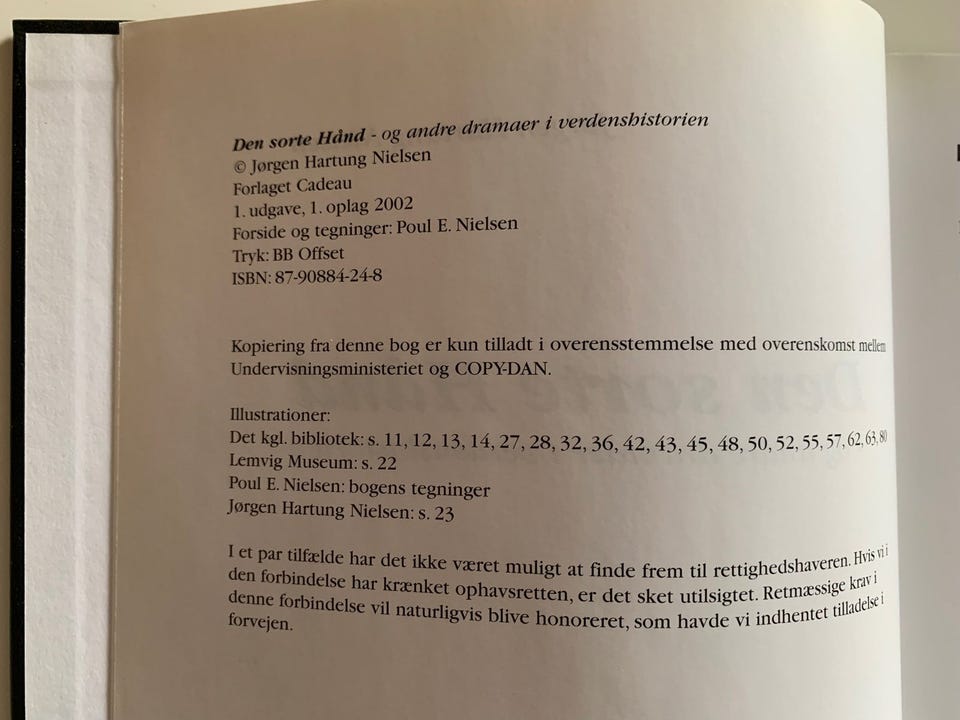 Den sorte Hånd - og andre dramaer i verdenshistorien
© Jørgen Hartung Nielsen
Forlaget Cadeau
1. udgave, 1. oplag 2002
Forside og tegninger: Poul E. Nielsen
Tryk: BB Offset
ISBN: 87-90884-24-8
Kopiering fra denne bog er kun tilladt i overensstemmelse med overenskomst mellem
Undervisningsministeriet og COPY-DAN.
Illustrationer:
Det kgl. bibliotek: s. 11, 12, 13, 14, 27, 28, 32, 36, 42, 43, 45, 48, 50, 52, 55, 57, 62, 63, 80
Lemvig Museum: s. 22
Poul E. Nielsen: bogens tegninger
Jørgen Hartung Nielsen: s. 23
I et par tilfælde har det ikke været muligt at finde frem til rettighedshaveren. Hvis vi i
den forbindelse har krænket ophavsretten, er det sket utilsigtet. Retmæssige krav i
denne forbindelse vil naturligvis blive honoreret, som havde vi indhentet tilladelse i
forvejen.